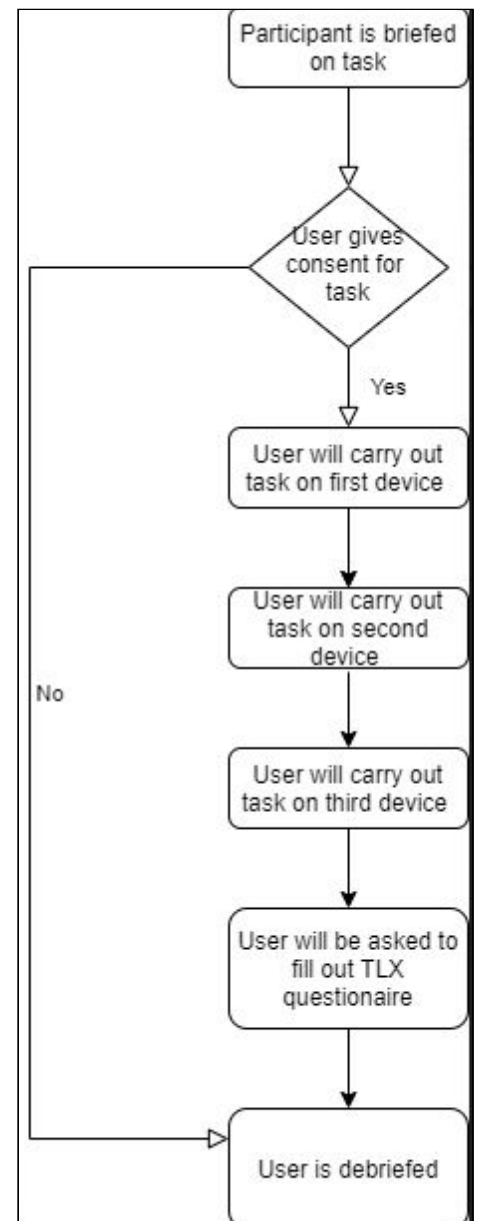 Participant is briefed
on task
User gives
consent for
task
Yes
User will carry out
task on first device
User will carry out
task on second
device
No
User will carry out
task on third device
User will be asked to
fill out TLX
questionaire
User is debriefed